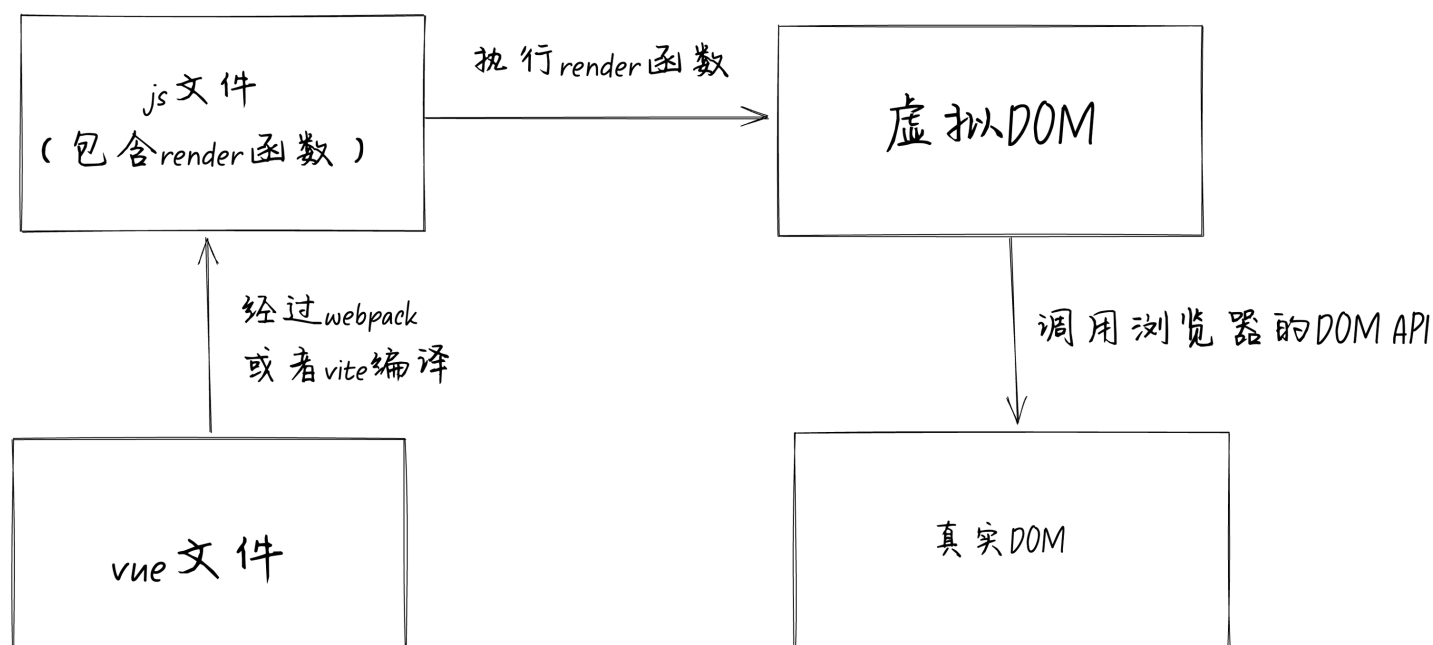 js文件
（包含render函数）
执行render函数
虚拟DOM
经过webpack
或者vite编译
调用浏览器的DOM API
vue文件
真实DOM